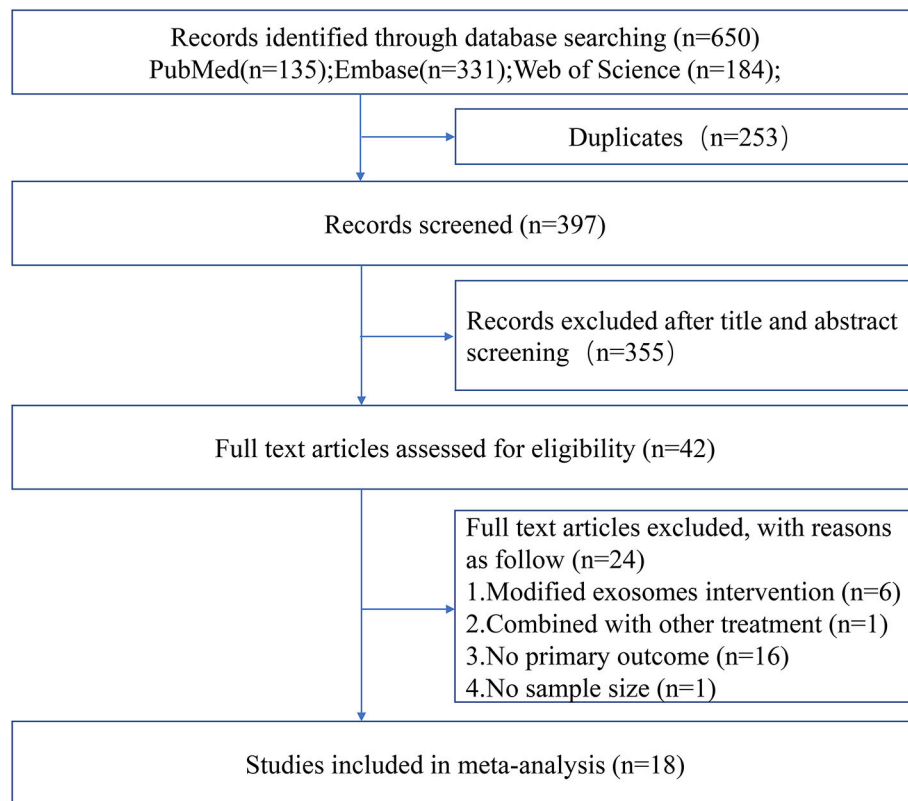 Records identified through database searching (n=650)
PubMed(n=135);Embase(n=331);Web of Science (n=184);
Duplicates（n=253）
Records screened (n=397)
Records excluded after title and abstract
screening（n=355）
Full text articles assessed for eligibility (n=42)
Full text articles excluded, with reasons
as follow (n=24)
1.Modified exosomes intervention (n=6)
2.Combined with other treatment (n=1)
3.No primary outcome (n=16)
4.No sample size (n=1)
Studies included in meta-analysis (n=18)